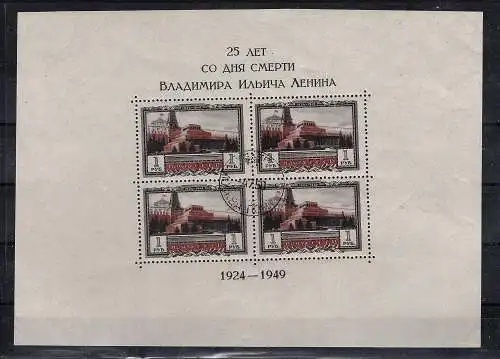 25 ЛЕТ
СО ДНЯ СМЕРТИ
ВЛАДИМИРА ИЛЬИЧА ЛЕНИНА
1 РУБ. 1 РУБ.
1 РУБ. 1 РУБ.
1 РУБ. 1 РУБ.
1 РУБ. 1 РУБ.
1924—1949